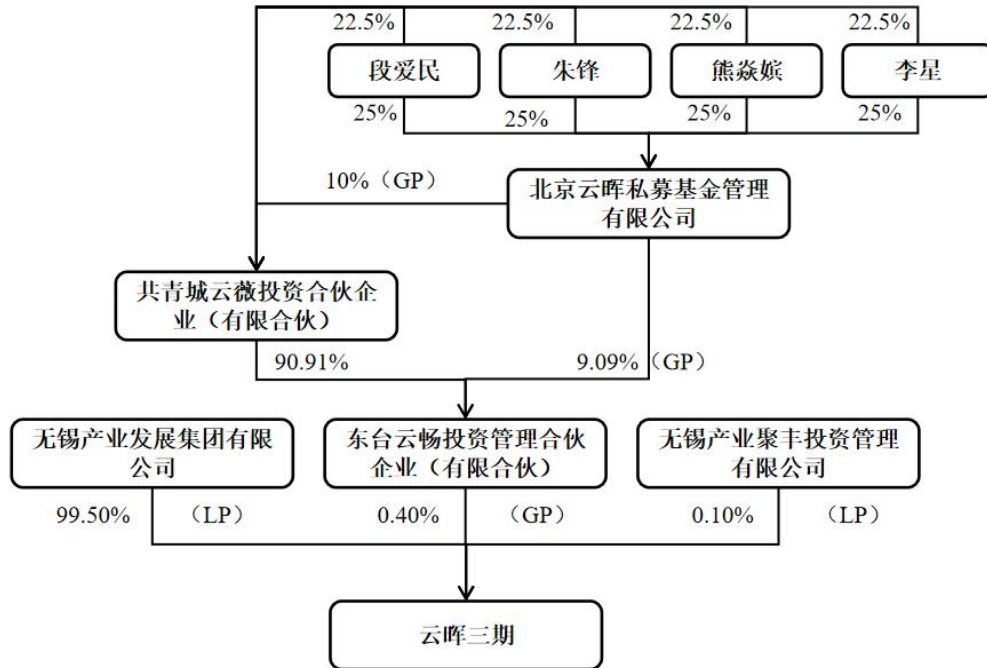 22.5% 22.5% 22.5% 22.5%
段爱民 朱锋 熊焱嫔 李星
25% 25% 25% 25%
10%（GP）
北京云晖私募基金管理
有限公司
共青城云薇投资合伙企
业（有限合伙）
90.91% 9.09%（GP）
无锡产业发展集团有限
公司
东台云畅投资管理合伙
企业（有限合伙）
无锡产业聚丰投资管理
有限公司
99.50% （LP） 0.40% （GP） 0.10% （LP）
云晖三期